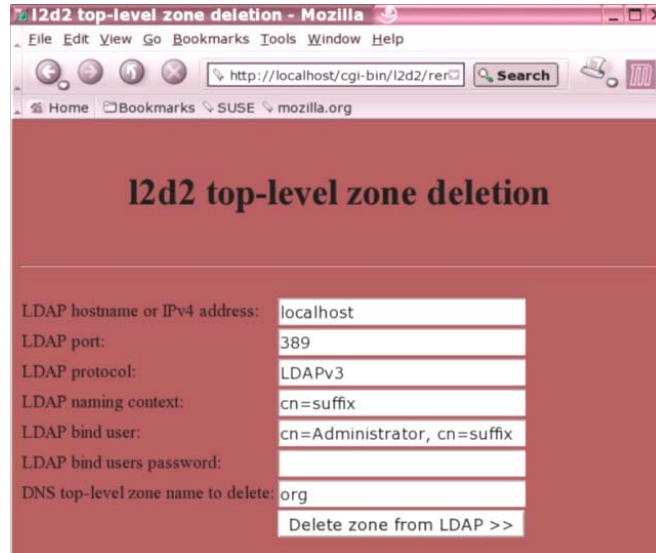 l2d2 top-level zone deletion - Mozilla
File Edit View Go Bookmarks Tools Window Help
http://localhost/cgi-bin/l2d2/rer Search
Home Bookmarks SUSE mozilla.org
l2d2 top-level zone deletion
LDAP hostname or IPv4 address: localhost
LDAP port: 389
LDAP protocol: LDAPv3
LDAP naming context: cn=suffix
LDAP bind user: cn=Administrator, cn=suffix
LDAP bind users password:
DNS top-level zone name to delete: org
Delete zone from LDAP >>